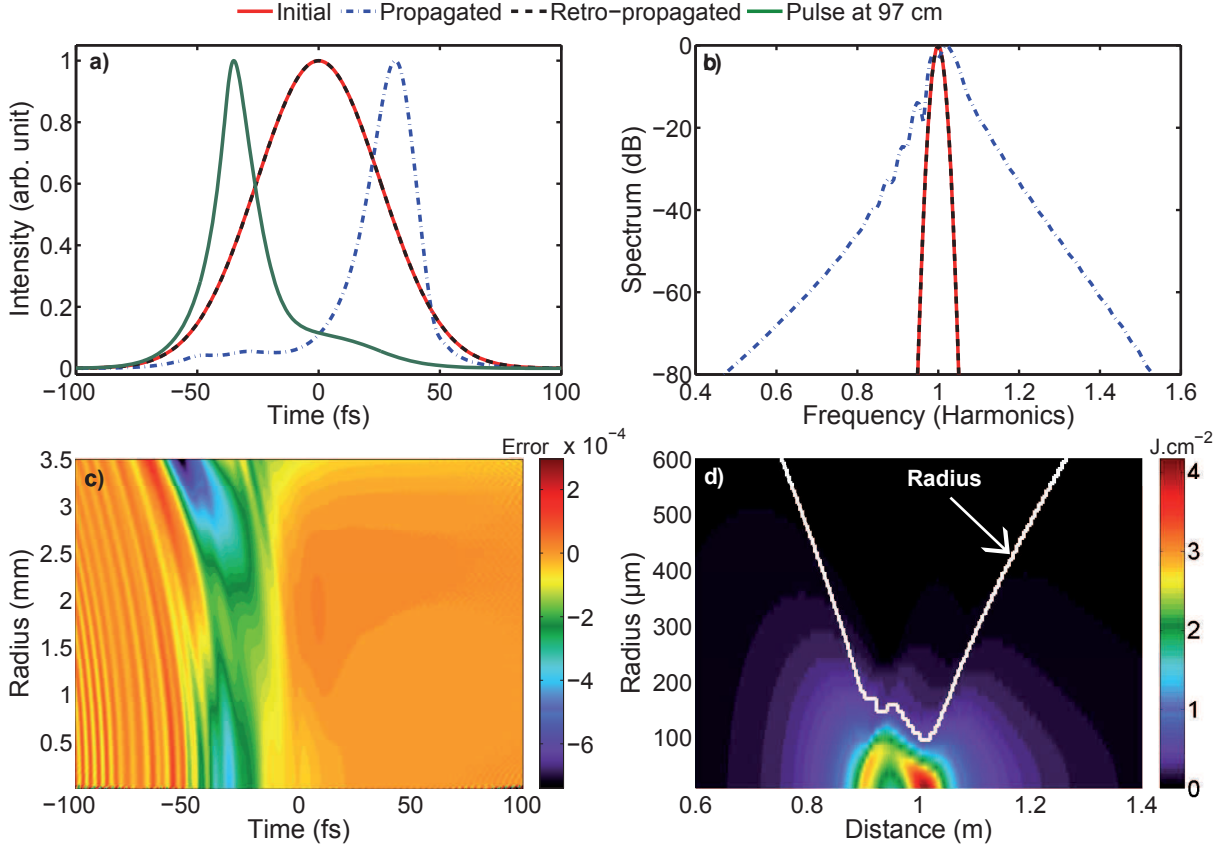 Initial Propagated Retro-propagated Pulse at 97 cm
a)
Intensity (arb. unit)
1
0.8
0.6
0.4
0.2
0
−100 −50 0 50 100
Time (fs)
b)
Spectrum (dB)
0
−20
−40
−60
−80
0.4 0.6 0.8 1 1.2 1.4 1.6
Frequency (Harmonics)
c)
Radius (mm)
3.5
3
2.5
2
1.5
1
0.5
−100 −50 0 50 100
Time (fs)
Error x 10−4
2
0
−2
−4
−6
d)
Radius
Radius (µm)
600
500
400
300
200
100
0.6 0.8 1 1.2 1.4
Distance (m)
J.cm−2
4
3
2
1
0